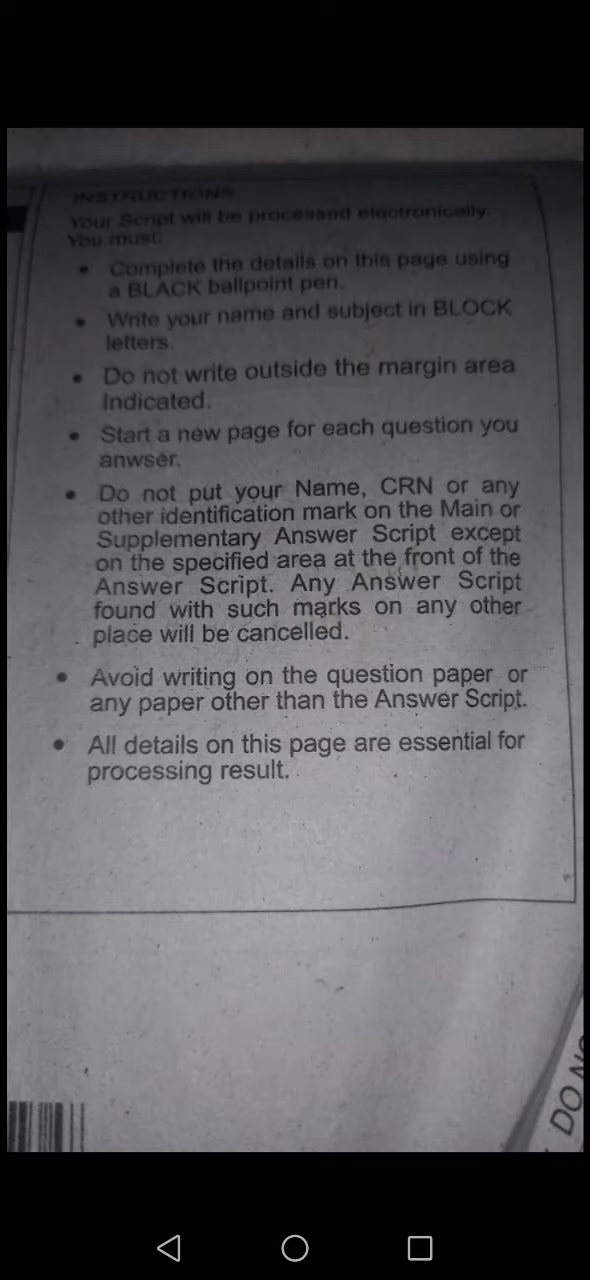 INSTRUCTIONS
Your Script will be processed electronically.
You must:
• Complete the details on this page using
a BLACK ballpoint pen.
• Write your name and subject in BLOCK
letters.
• Do not write outside the margin area
Indicated.
• Start a new page for each question you
anwser.
• Do not put your Name, CRN or any
other identification mark on the Main or
Supplementary Answer Script except
on the specified area at the front of the
Answer Script. Any Answer Script
found with such marks on any other
place will be cancelled.
• Avoid writing on the question paper or
any paper other than the Answer Script.
• All details on this page are essential for
processing result.
DO